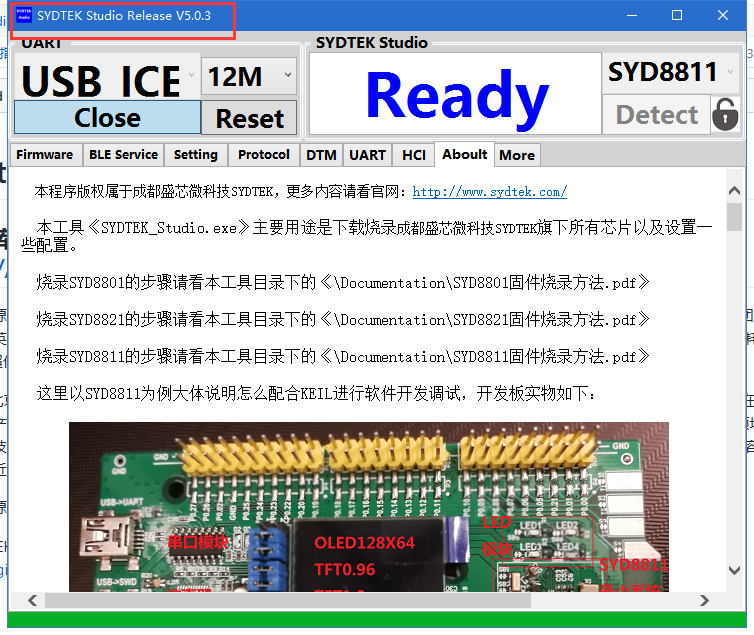 SYDTEK Studio Release V5.0.3
UART
USB ICE
12M
Close
Reset
SYDTEK Studio
Ready
SYD8811
Detect
Firmware
BLE Service
Setting
Protocol
DTM
UART
HCI
Aboult
More
本程序版权属于成都盛芯微科技SYDTEK，更多内容请看官网：http://www.sydtek.com/
本工具《SYDTEK_Studio.exe》主要用途是下载烧录成都盛芯微科技SYDTEK旗下所有芯片以及设置一
些配置。
烧录SYD8801的步骤请看本工具目录下的《\Documentation\SYD8801固件烧录方法.pdf》
烧录SYD8821的步骤请看本工具目录下的《\Documentation\SYD8821固件烧录方法.pdf》
烧录SYD8811的步骤请看本工具目录下的《\Documentation\SYD8811固件烧录方法.pdf》
这里以SYD8811为例大体说明怎么配合KEIL进行软件开发调试，开发板实物如下：
GND
GND
GND
USB->UART
串口模块
OLED128X64
TFT0.96
LED
模块
LED1
LED2
LED3
LED4
SYD8811
USB->SWD